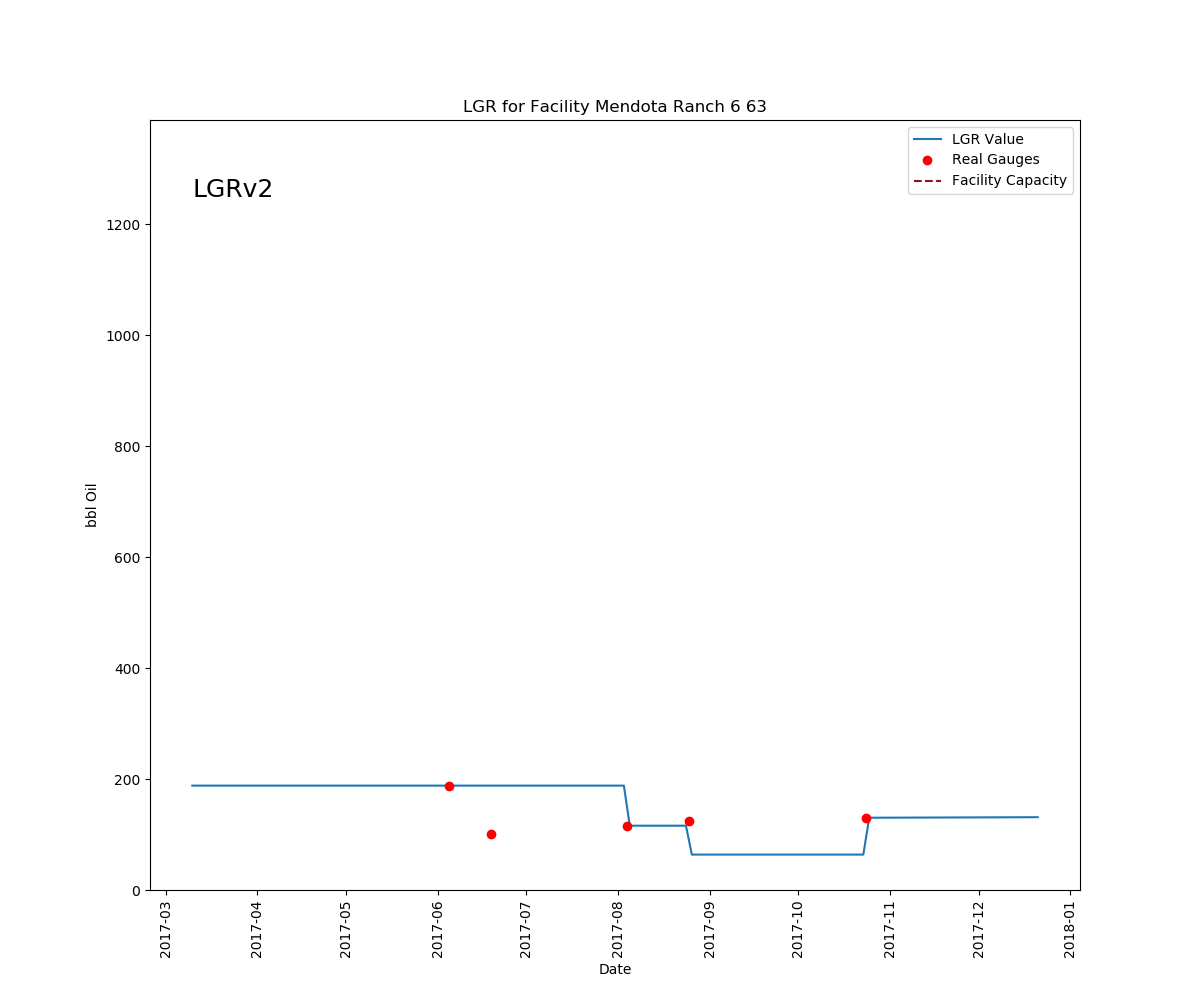 LGR for Facility Mendota Ranch 6 63
LGRv2
LGR Value
Real Gauges
Facility Capacity
bbl Oil
1200
1000
800
600
400
200
0
2017-03
2017-04
2017-05
2017-06
2017-07
2017-08
2017-09
2017-10
2017-11
2017-12
2018-01
Date